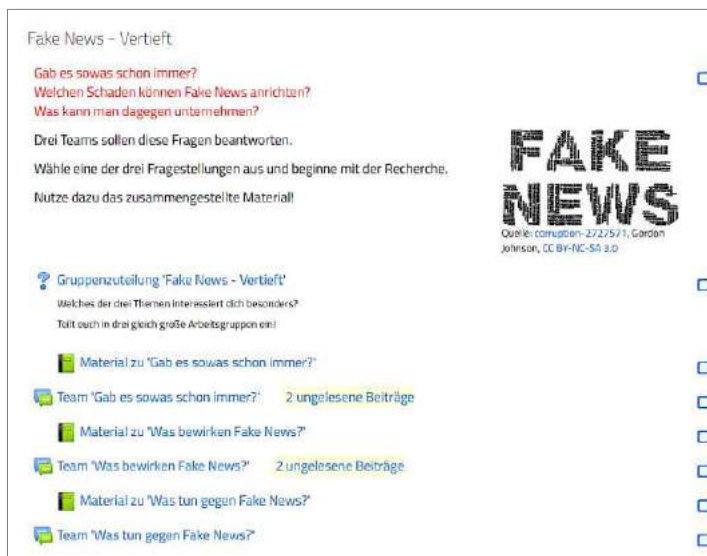 Fake News - Vertieft
Gab es sowas schon immer?
Welchen Schaden können Fake News anrichten?
Was kann man dagegen unternehmen?
Drei Teams sollen diese Fragen beantworten.
Wähle eine der drei Fragestellungen aus und beginne mit der Recherche.
Nutze dazu das zusammengestellte Material!
FAKE
NEWS
Quelle: corruption-2727571, Gordon
Johnson, CC BY-NC-SA 3.0
Gruppenzuteilung 'Fake News - Vertieft'
Welches der drei Themen interessiert dich besonders?
Teilt euch in drei gleich große Arbeitsgruppen ein!
Material zu 'Gab es sowas schon immer?'
Team 'Gab es sowas schon immer?' 2 ungelesene Beiträge
Material zu 'Was bewirken Fake News?'
Team 'Was bewirken Fake News?' 2 ungelesene Beiträge
Material zu 'Was tun gegen Fake News?'
Team 'Was tun gegen Fake News?'